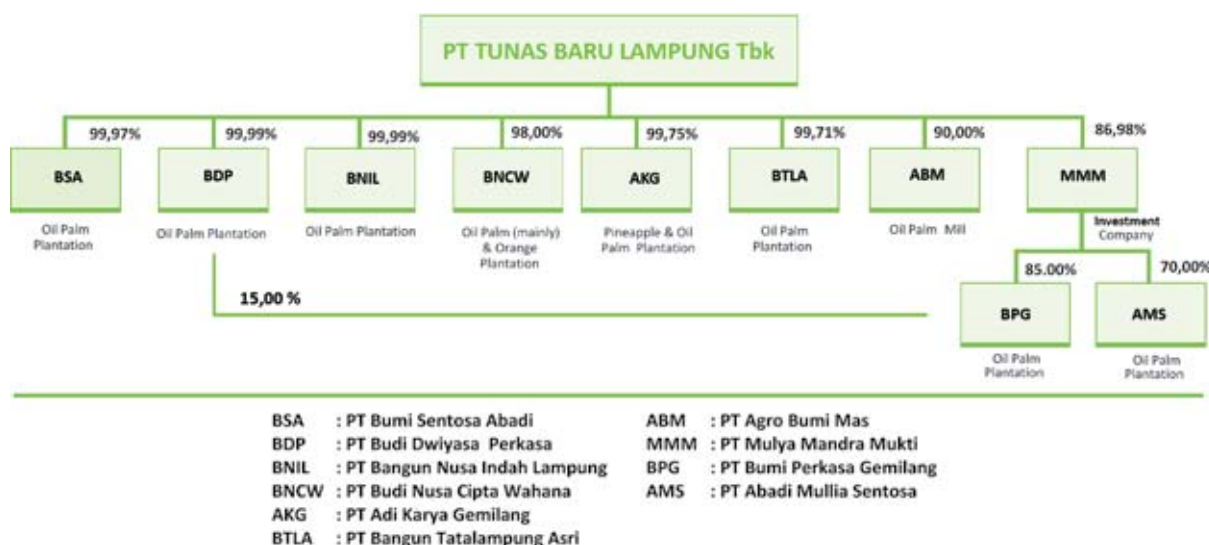 PT TUNAS BARU LAMPUNG Tbk
99,97% 99,99% 99,99% 98,00% 99,75% 99,71% 90,00% 86,98%
BSA BDP BNIL BNCW AKG BTLA ABM MMM
Oil Palm Plantation
Oil Palm Plantation
Oil Palm Plantation
Oil Palm (mainly)
& Orange
Plantation
Pineapple & Oil
Palm Plantation
Oil Palm
Plantation
Oil Palm Mill
Investment
Company
85.00% 70,00%
15,00 %
BPG AMS
Oil Palm
Plantation
Oil Palm
Plantation
BSA : PT Bumi Sentosa Abadi
BDP : PT Budi Dwiyasa Perkasa
BNIL : PT Bangun Nusa Indah Lampung
BNCW : PT Budi Nusa Cipta Wahana
AKG : PT Adi Karya Gemilang
BTLA : PT Bangun Tatalampung Asri
ABM : PT Agro Bumi Mas
MMM : PT Mulya Mandra Mukti
BPG : PT Bumi Perkasa Gemilang
AMS : PT Abadi Mullia Sentosa